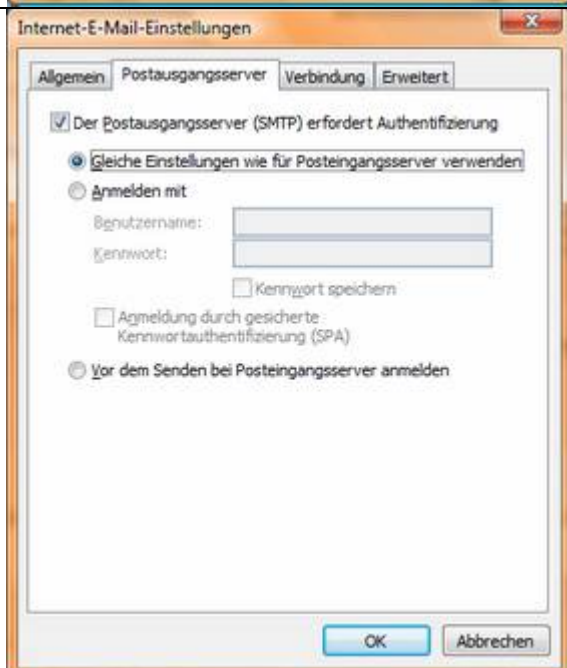 Internet-E-Mail-Einstellungen
Allgemein Postausgangsserver Verbindung Erweitert
Der Postausgangsserver (SMTP) erfordert Authentifizierung
Gleiche Einstellungen wie für Posteingangsserver verwenden
Anmelden mit
Benutzername:
Kennwort:
Kennwort speichern
Anmeldung durch gesicherte
Kennwortauthentifizierung (SPA)
Vor dem Senden bei Posteingangsserver anmelden
OK Abbrechen